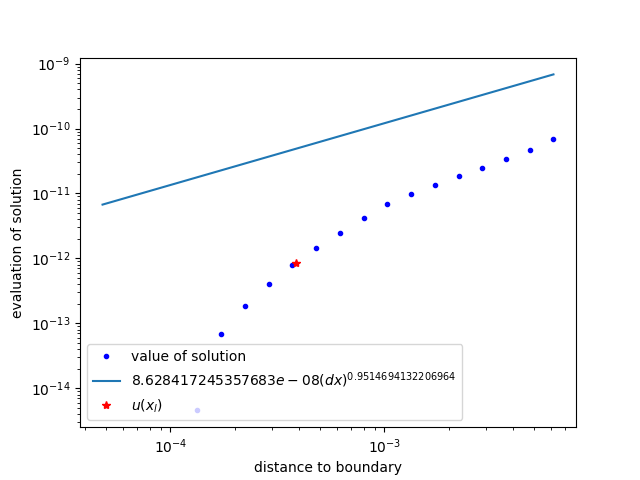 10⁻⁹
10⁻¹⁰
10⁻¹¹
10⁻¹²
10⁻¹³
10⁻¹⁴
evaluation of solution
value of solution
8.628417245357683e − 08(dx)^0.9514694132206964
u(x_l)
10⁻⁴ 10⁻³
distance to boundary